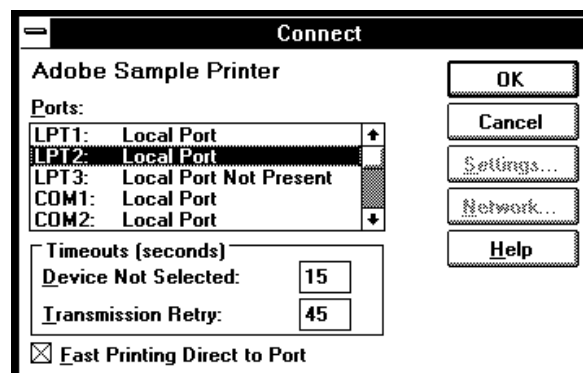 Connect
Adobe Sample Printer
OK
Ports:
Cancel
LPT1: Local Port
LPT2: Local Port
LPT3: Local Port Not Present
COM1: Local Port
COM2: Local Port
Settings...
Network...
Help
Timeouts (seconds)
Device Not Selected: 15
Transmission Retry: 45
Fast Printing Direct to Port